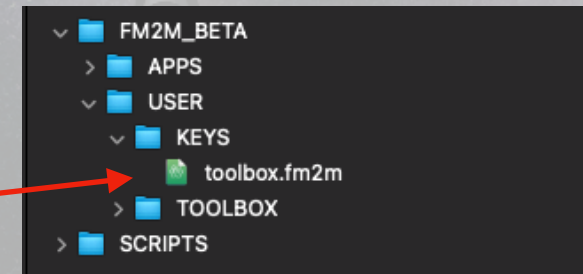 FM2M_BETA
APPS
USER
KEYS
toolbox.fm2m
TOOLBOX
SCRIPTS